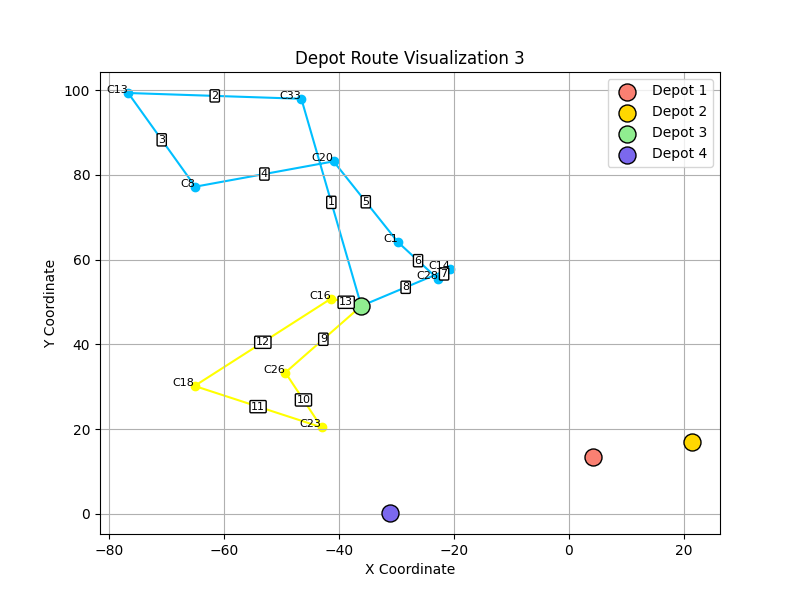 Depot Route Visualization 3
Depot 1
Depot 2
Depot 3
Depot 4
C13
2
C33
3
C20
C8
4
1
5
C1
6
C14
7
C28
8
C16
13
12
9
C26
C18
10
11
C23
100
80
60
40
20
0
−80
−60
−40
−20
0
20
X Coordinate
Y Coordinate